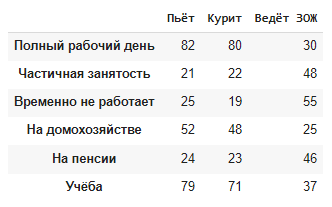 Пьёт Курит Ведёт ЗОЖ
Полный рабочий день 82 80 30
Частичная занятость 21 22 48
Временно не работает 25 19 55
На домохозяйстве 52 48 25
На пенсии 24 23 46
Учёба 79 71 37